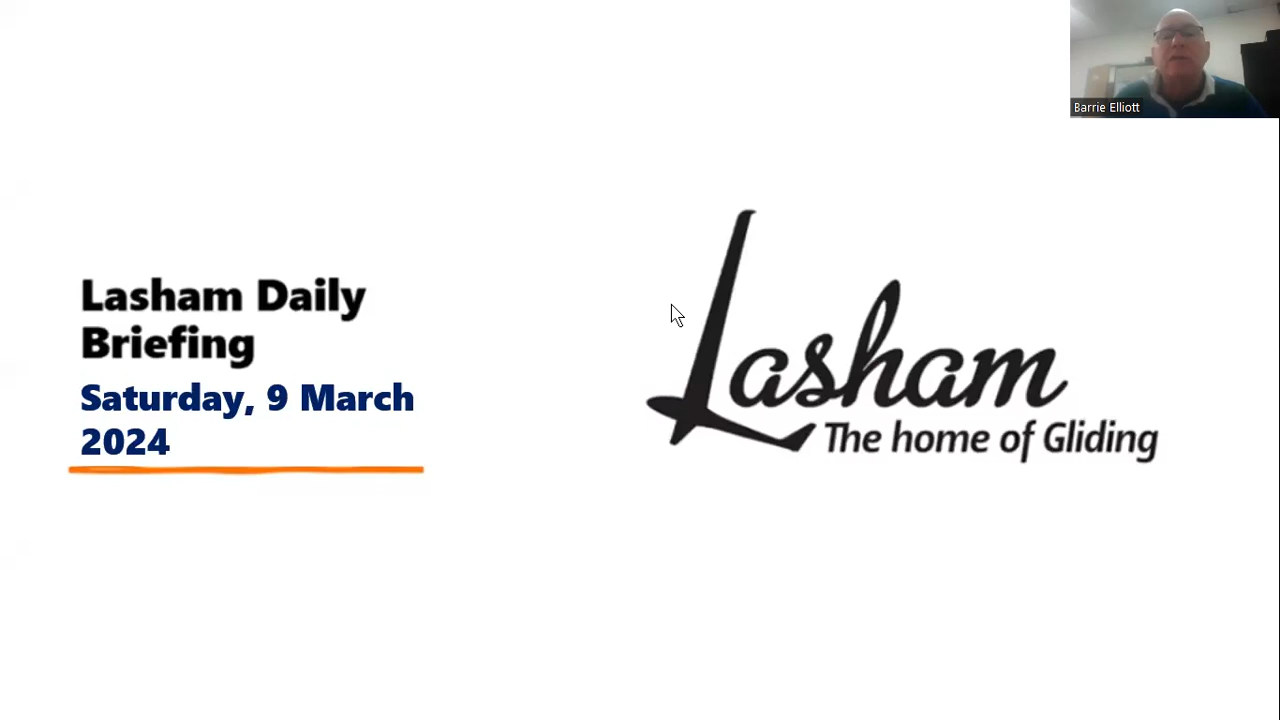 Barrie Elliott
Lasham Daily
Briefing
Saturday, 9 March
2024
Lasham
The home of Gliding